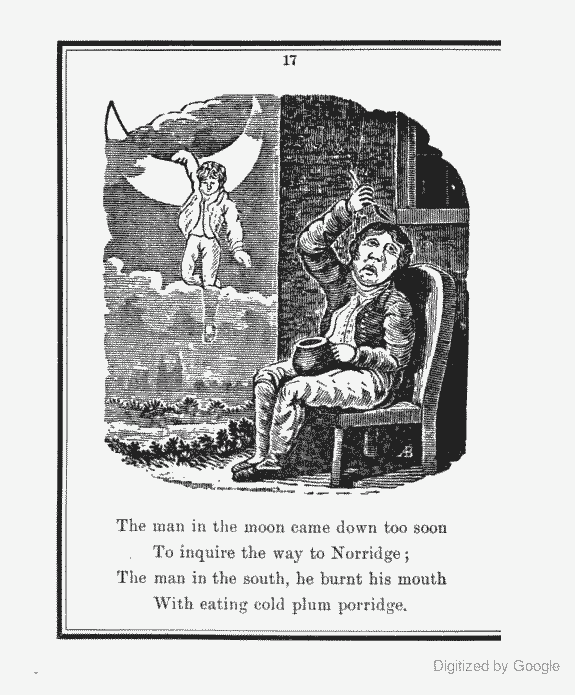 17
The man in the moon came down too soon
To inquire the way to Norridge;
The man in the south, he burnt his mouth
With eating cold plum porridge.
Digitized by Google